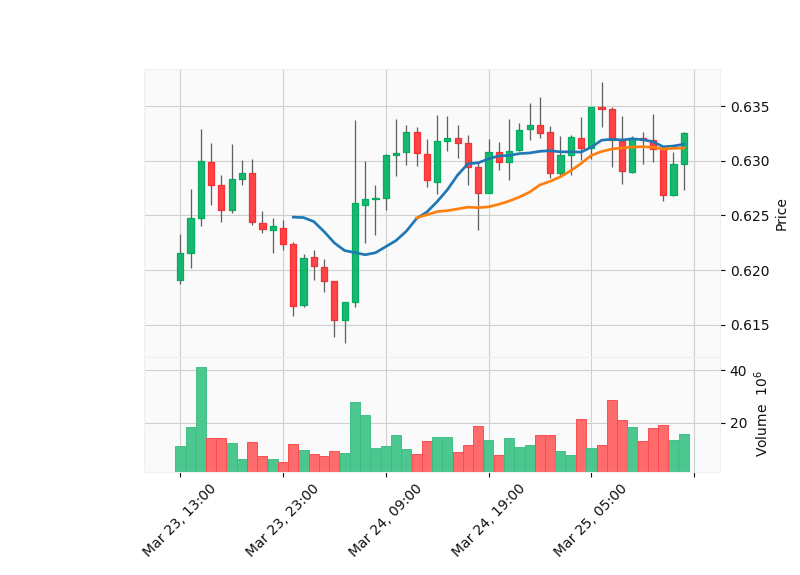 0.635
0.630
0.625
0.620
0.615
Price
40
20
Volume 10^6
Mar 23, 13:00
Mar 23, 23:00
Mar 24, 09:00
Mar 24, 19:00
Mar 25, 05:00